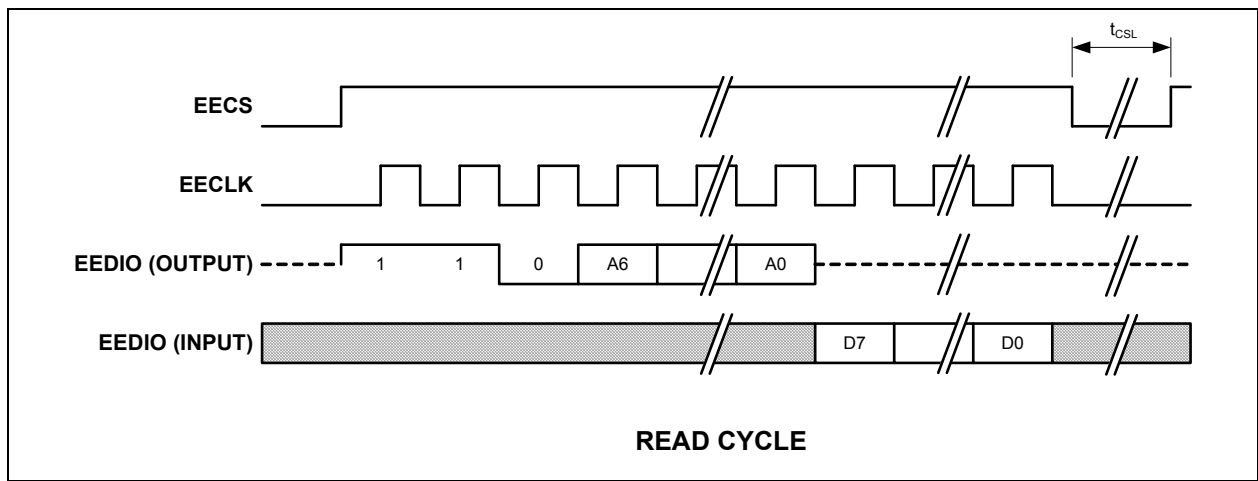 tCSL
EECS
EECLK
EEDIO (OUTPUT) 1 1 0 A6 A0
EEDIO (INPUT) D7 D0
READ CYCLE